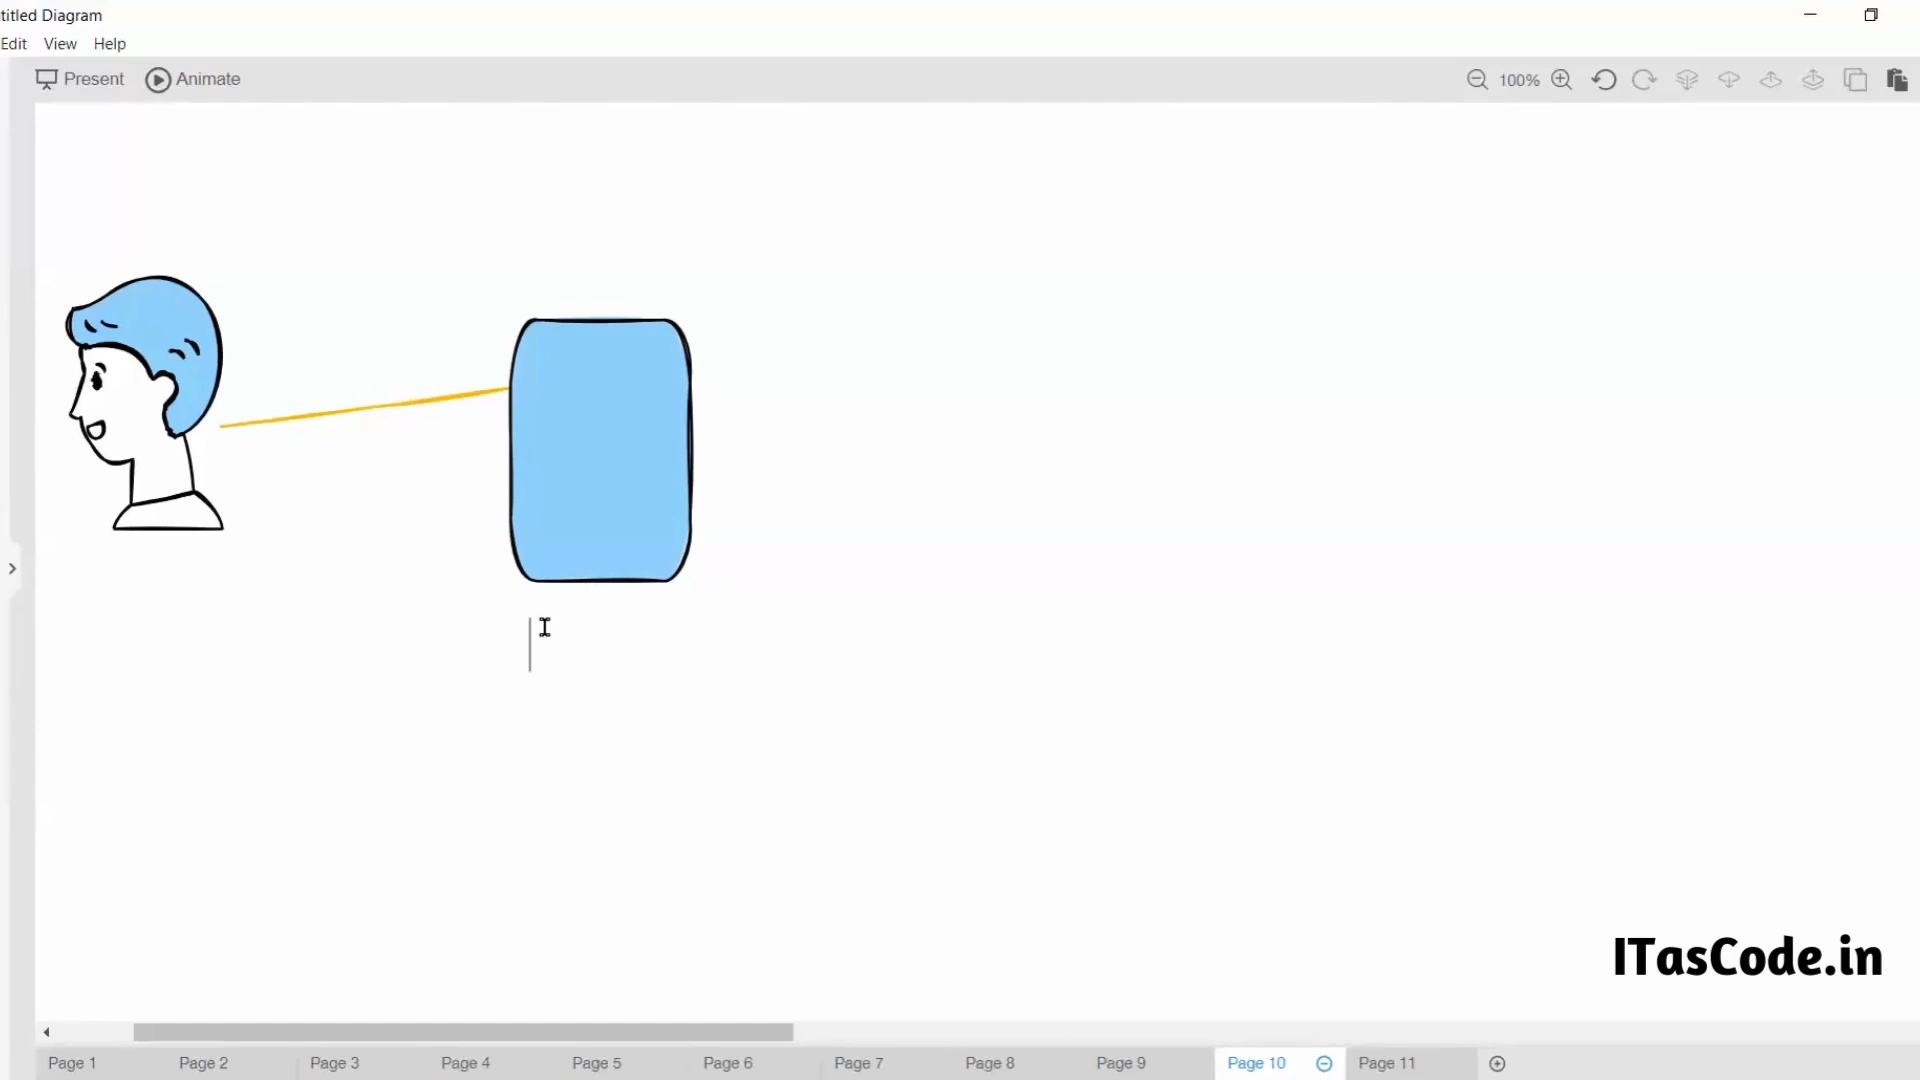 titled Diagram
Edit View Help
Present Animate 100%
ITasCode.in
Page 1 Page 2 Page 3 Page 4 Page 5 Page 6 Page 7 Page 8 Page 9 Page 10 Page 11